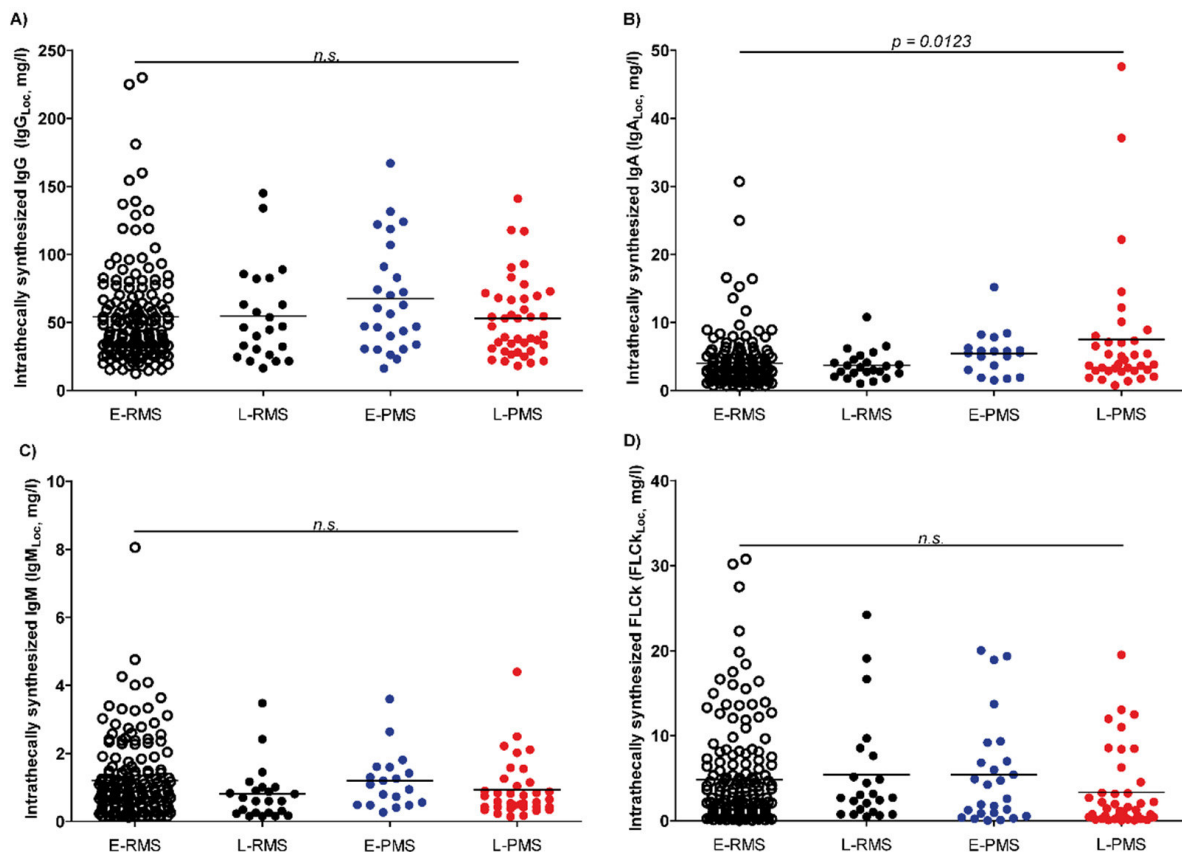 A)
Intrathecally synthesized IgG (IgGLoc, mg/l)
250
200
150
100
50
0
n.s.
E-RMS L-RMS E-PMS L-PMS
B)
Intrathecally synthesized IgA (IgALoc, mg/l)
50
40
30
20
10
0
p = 0.0123
E-RMS L-RMS E-PMS L-PMS
C)
Intrathecally synthesized IgM (IgMLoc, mg/l)
10
8
6
4
2
0
n.s.
E-RMS L-RMS E-PMS L-PMS
D)
Intrathecally synthesized FLCk (FLCkLoc, mg/l)
40
30
20
10
0
n.s.
E-RMS L-RMS E-PMS L-PMS